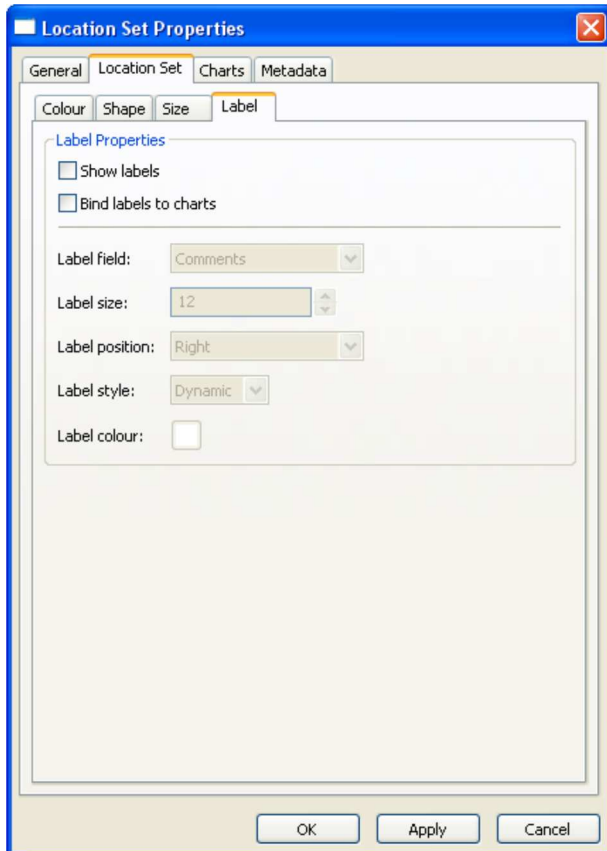 Location Set Properties
General Location Set Charts Metadata
Colour Shape Size Label
Label Properties
Show labels
Bind labels to charts
Label field: Comments
Label size: 12
Label position: Right
Label style: Dynamic
Label colour:
OK Apply Cancel